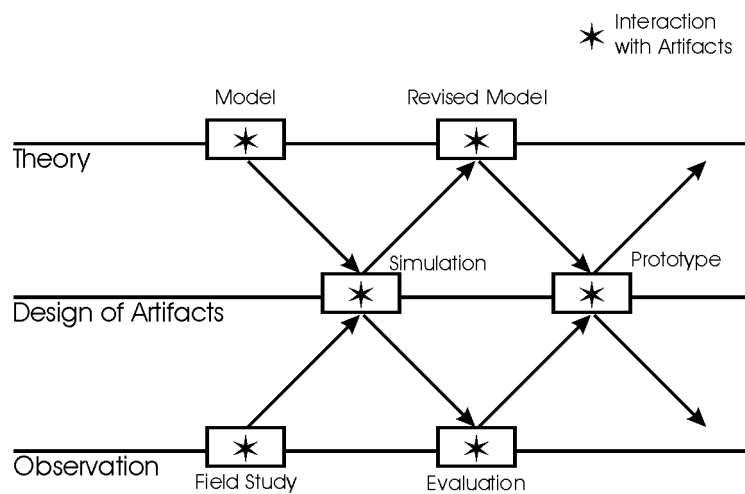 Interaction
with Artifacts
Model
Revised Model
Theory
Simulation
Prototype
Design of Artifacts
Observation
Field Study
Evaluation